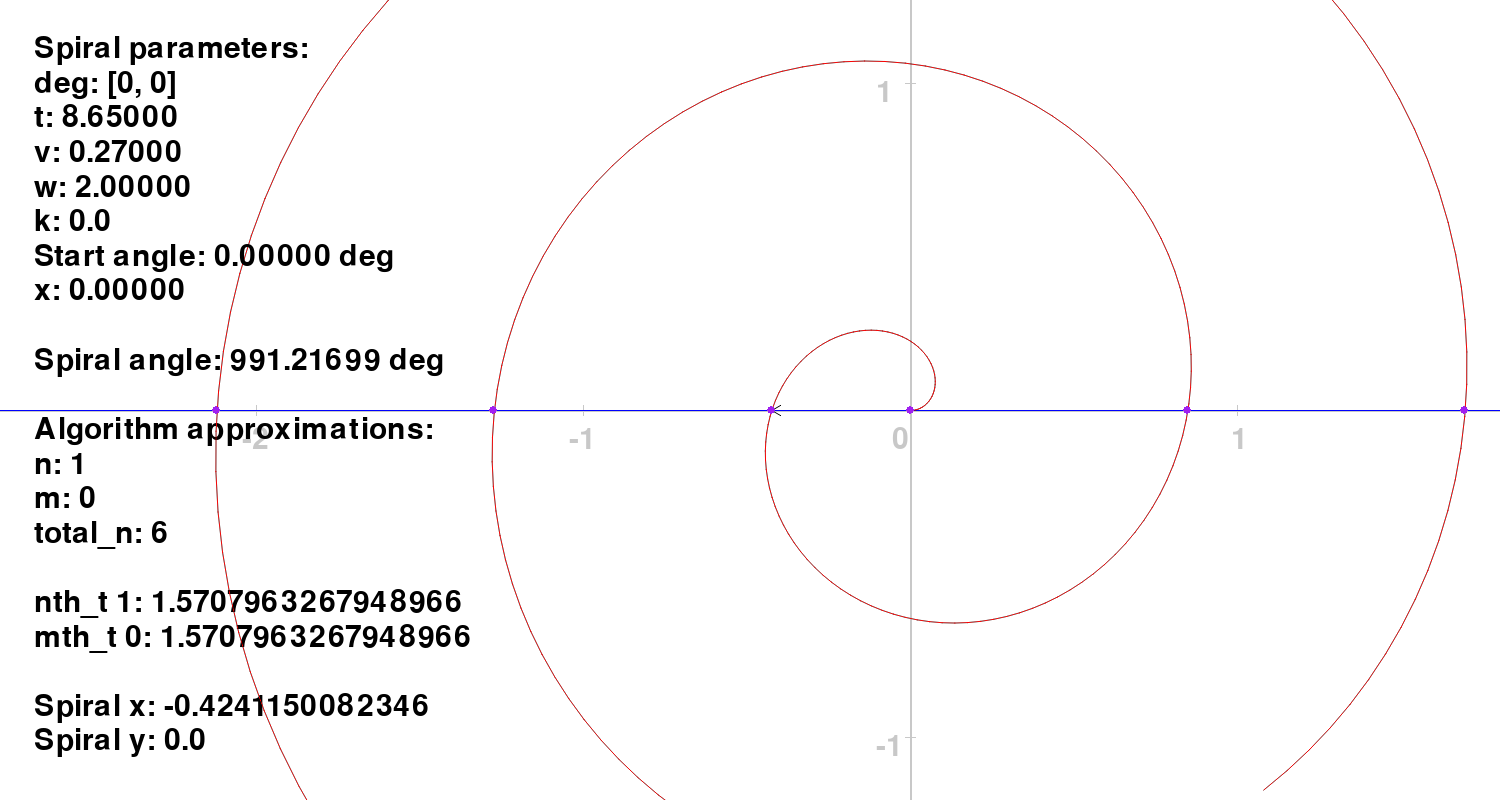 Spiral parameters:
deg: [0, 0]
t: 8.65000
v: 0.27000
w: 2.00000
k: 0.0
Start angle: 0.00000 deg
x: 0.00000
Spiral angle: 991.21699 deg
Algorithm approximations:
n: 1
m: 0
total_n: 6
nth_t 1: 1.5707963267948966
mth_t 0: 1.5707963267948966
Spiral x: -0.4241150082346
Spiral y: 0.0
1
-2
-1
0
1
-1